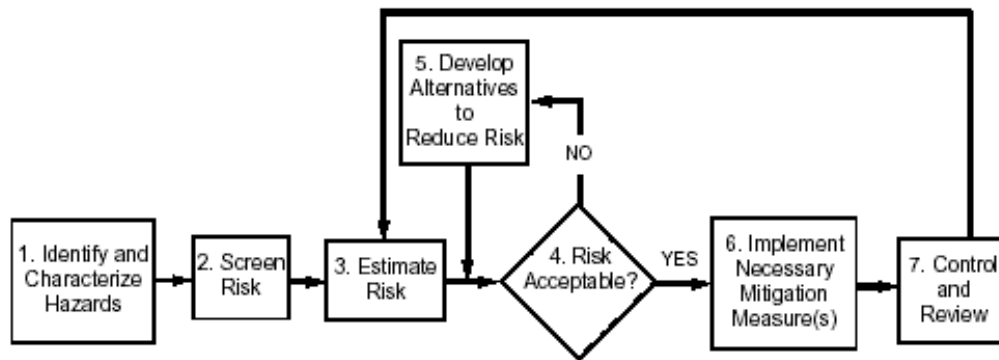 1. Identify and
Characterize
Hazards
2. Screen
Risk
3. Estimate
Risk
5. Develop
Alternatives
to
Reduce Risk
NO
4. Risk
Acceptable?
YES
6. Implement
Necessary
Mitigation
Measure(s)
7. Control
and
Review